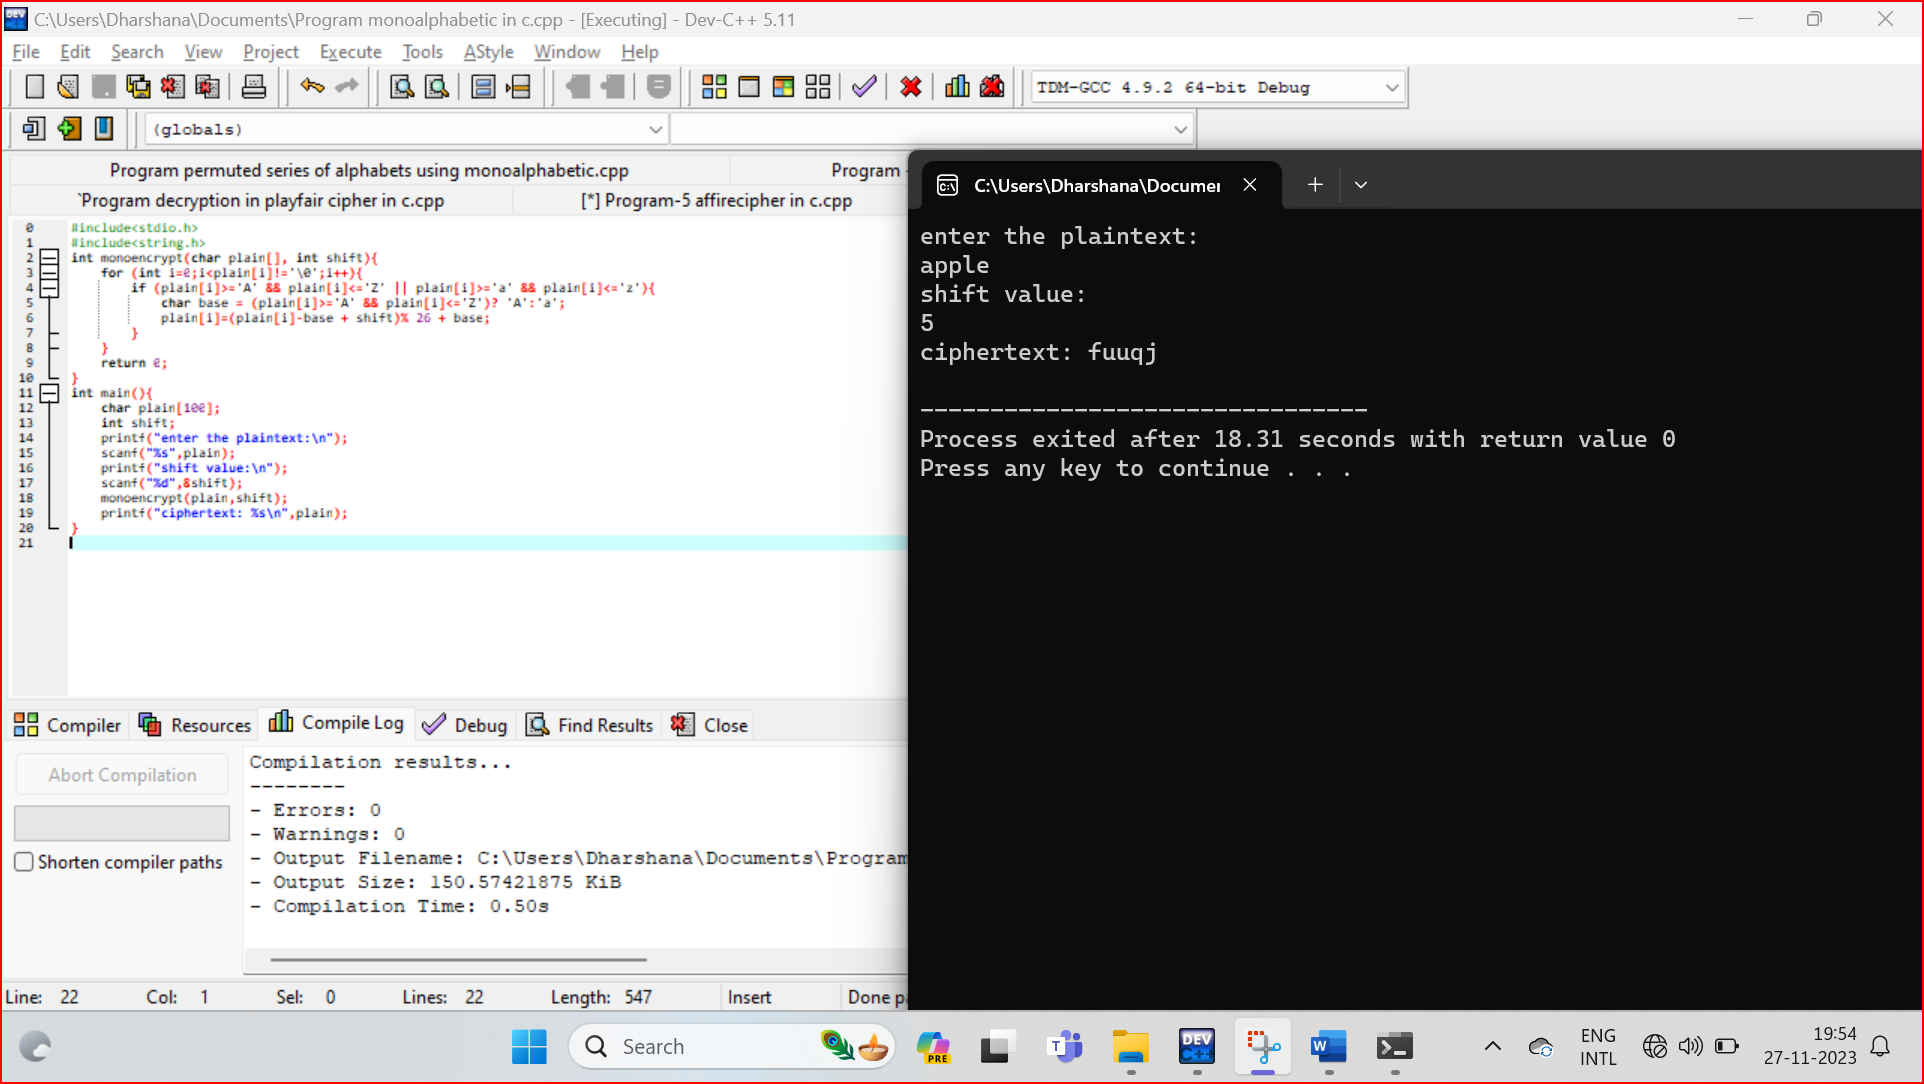 C:\Users\Dharshana\Documents\Program monoalphabetic in c.cpp - [Executing] - Dev-C++ 5.11
File Edit Search View Project Execute Tools AStyle Window Help
TDM-GCC 4.9.2 64-bit Debug
(globals)
Program permuted series of alphabets using monoalphabetic.cpp
Program
`Program decryption in playfair cipher in c.cpp
[*] Program-5 affirecipher in c.cpp
0 #include<stdio.h>
1 #include<string.h>
2 int monoencrypt(char plain[], int shift){
3 for (int i=0;i<plain[i]!='\0';i++){
4 if (plain[i]>='A' && plain[i]<='Z' || plain[i]>='a' && plain[i]<='z'){
5 char base = (plain[i]>='A' && plain[i]<='Z')? 'A':'a';
6 plain[i]=(plain[i]-base + shift)% 26 + base;
7 }
8 }
9 return 0;
10 }
11 int main(){
12 char plain[100];
13 int shift;
14 printf("enter the plaintext:\n");
15 scanf("%s",plain);
16 printf("shift value:\n");
17 scanf("%d",&shift);
18 monoencrypt(plain,shift);
19 printf("ciphertext: %s\n",plain);
20 }
21
C:\Users\Dharshana\Documen
enter the plaintext:
apple
shift value:
5
ciphertext: fuuqj
--------------------------------
Process exited after 18.31 seconds with return value 0
Press any key to continue . . .
Compiler Resources Compile Log Debug Find Results Close
Abort Compilation
Shorten compiler paths
Compilation results...
--------
- Errors: 0
- Warnings: 0
- Output Filename: C:\Users\Dharshana\Documents\Program
- Output Size: 150.57421875 KiB
- Compilation Time: 0.50s
Line: 22 Col: 1 Sel: 0 Lines: 22 Length: 547 Insert Done pa
Search
PRE
DEV C++
ENG
INTL
19:54
27-11-2023